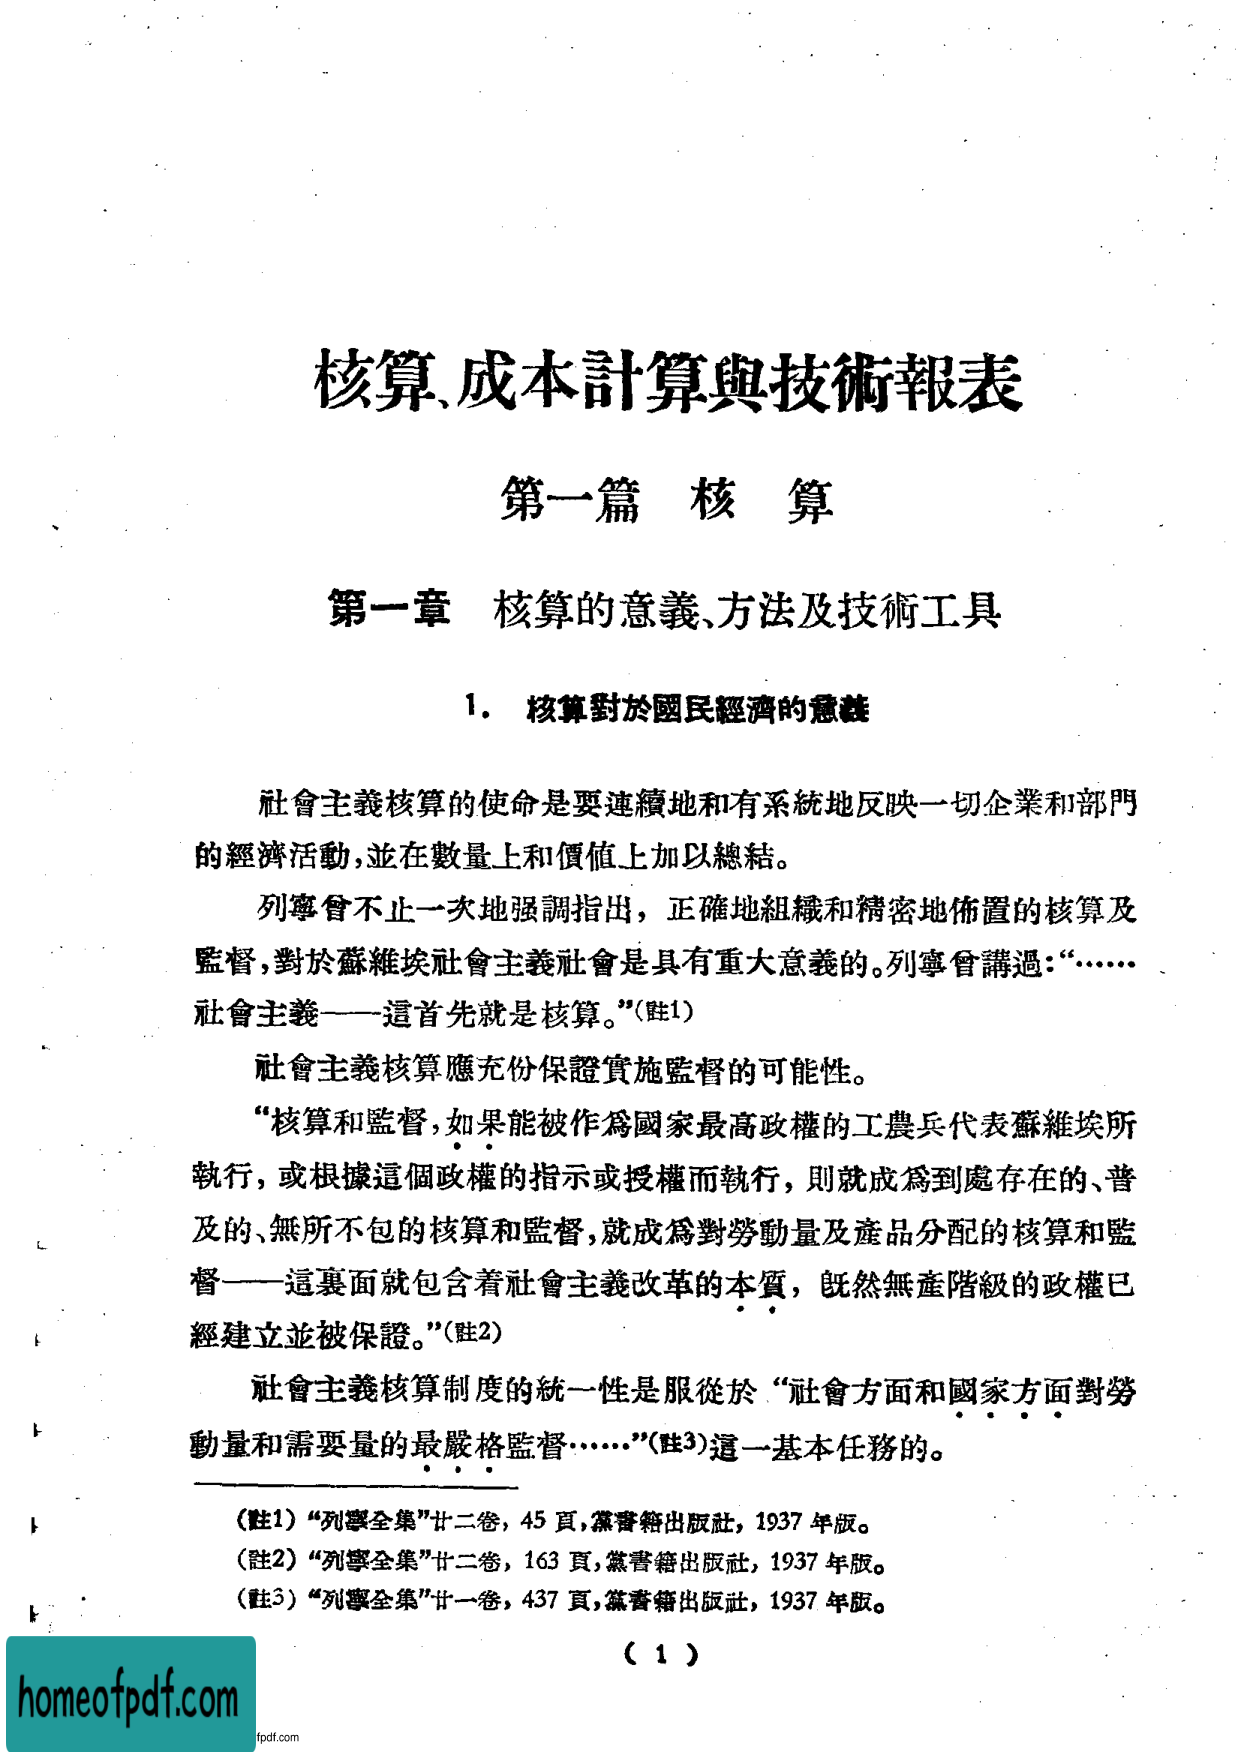 核算、成本計算與技術報表
第一篇 核 算
第一章 核算的意義、方法及技術工具
1. 核算對於國民經濟的意義
社會主義核算的使命是要連續地和有系統地反映一切企業和部門
的經濟活動,並在數量上和價値上加以總結。
列寧曾不止一次地强調指出, 正確地組織和精密地佈置的核算及
監督,對於蘇維埃社會主義社會是具有重大意義的。列寧曾講過:“……
社會主義——這首先就是核算。”(註1)
社會主義核算應充份保證實施監督的可能性。
“核算和監督,如果能被作爲國家最高政權的工農兵代表蘇維埃所
執行, 或根據這個政權的指示或授權而執行, 則就成爲到處存在的、普
及的、無所不包的核算和監督,就成爲對勞動量及產品分配的核算和監
督——這裏面就包含着社會主義改革的本質, 旣然無產階級的政權已
經建立並被保證。”(註2)
社會主義核算制度的統一性是服從於 “社會方面和國家方面對勞
動量和需要量的最嚴格監督……”(註3)這一基本任務的。
(註1) “列寧全集”廿二卷, 45 頁,黨書籍出版社, 1937 年版。
(註2) “列寧全集”廿二卷, 163 頁,黨書籍出版社, 1937 年版。
(註3) “列寧全集”廿一卷, 437 頁,黨書籍出版社, 1937 年版。
( 1 )
homeofpdf.com
fpdf.com